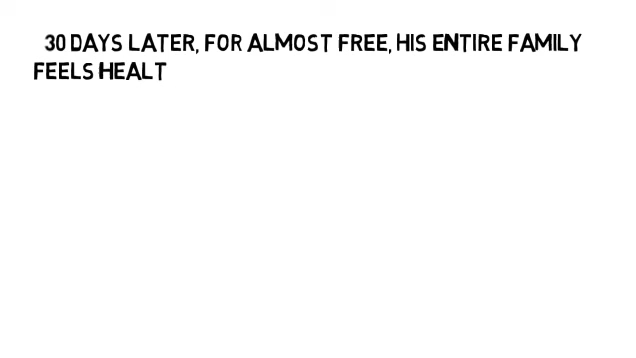 30 DAYS LATER, FOR ALMOST FREE, HIS ENTIRE FAMILY
FEELS HEALT